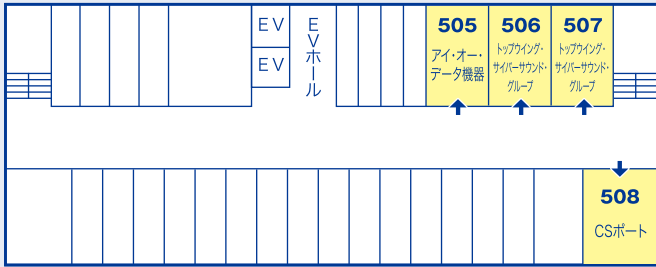 EV
EV
EVホール
505
アイ・オー・
データ機器
506
トップウイング・
サイバーサウンド・
グループ
507
トップウイング・
サイバーサウンド・
グループ
508
CSポート